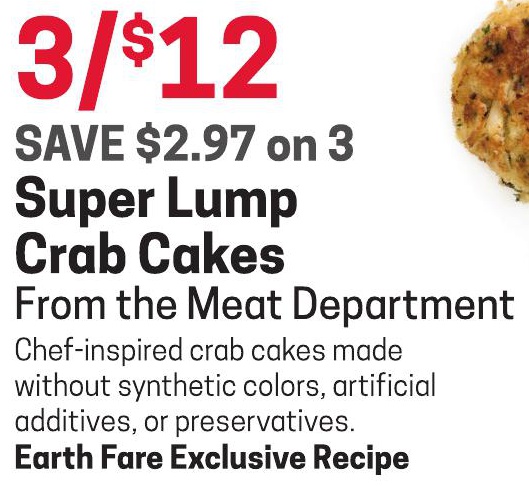 3/$12
SAVE $2.97 on 3
Super Lump
Crab Cakes
From the Meat Department
Chef-inspired crab cakes made
without synthetic colors, artificial
additives, or preservatives.
Earth Fare Exclusive Recipe